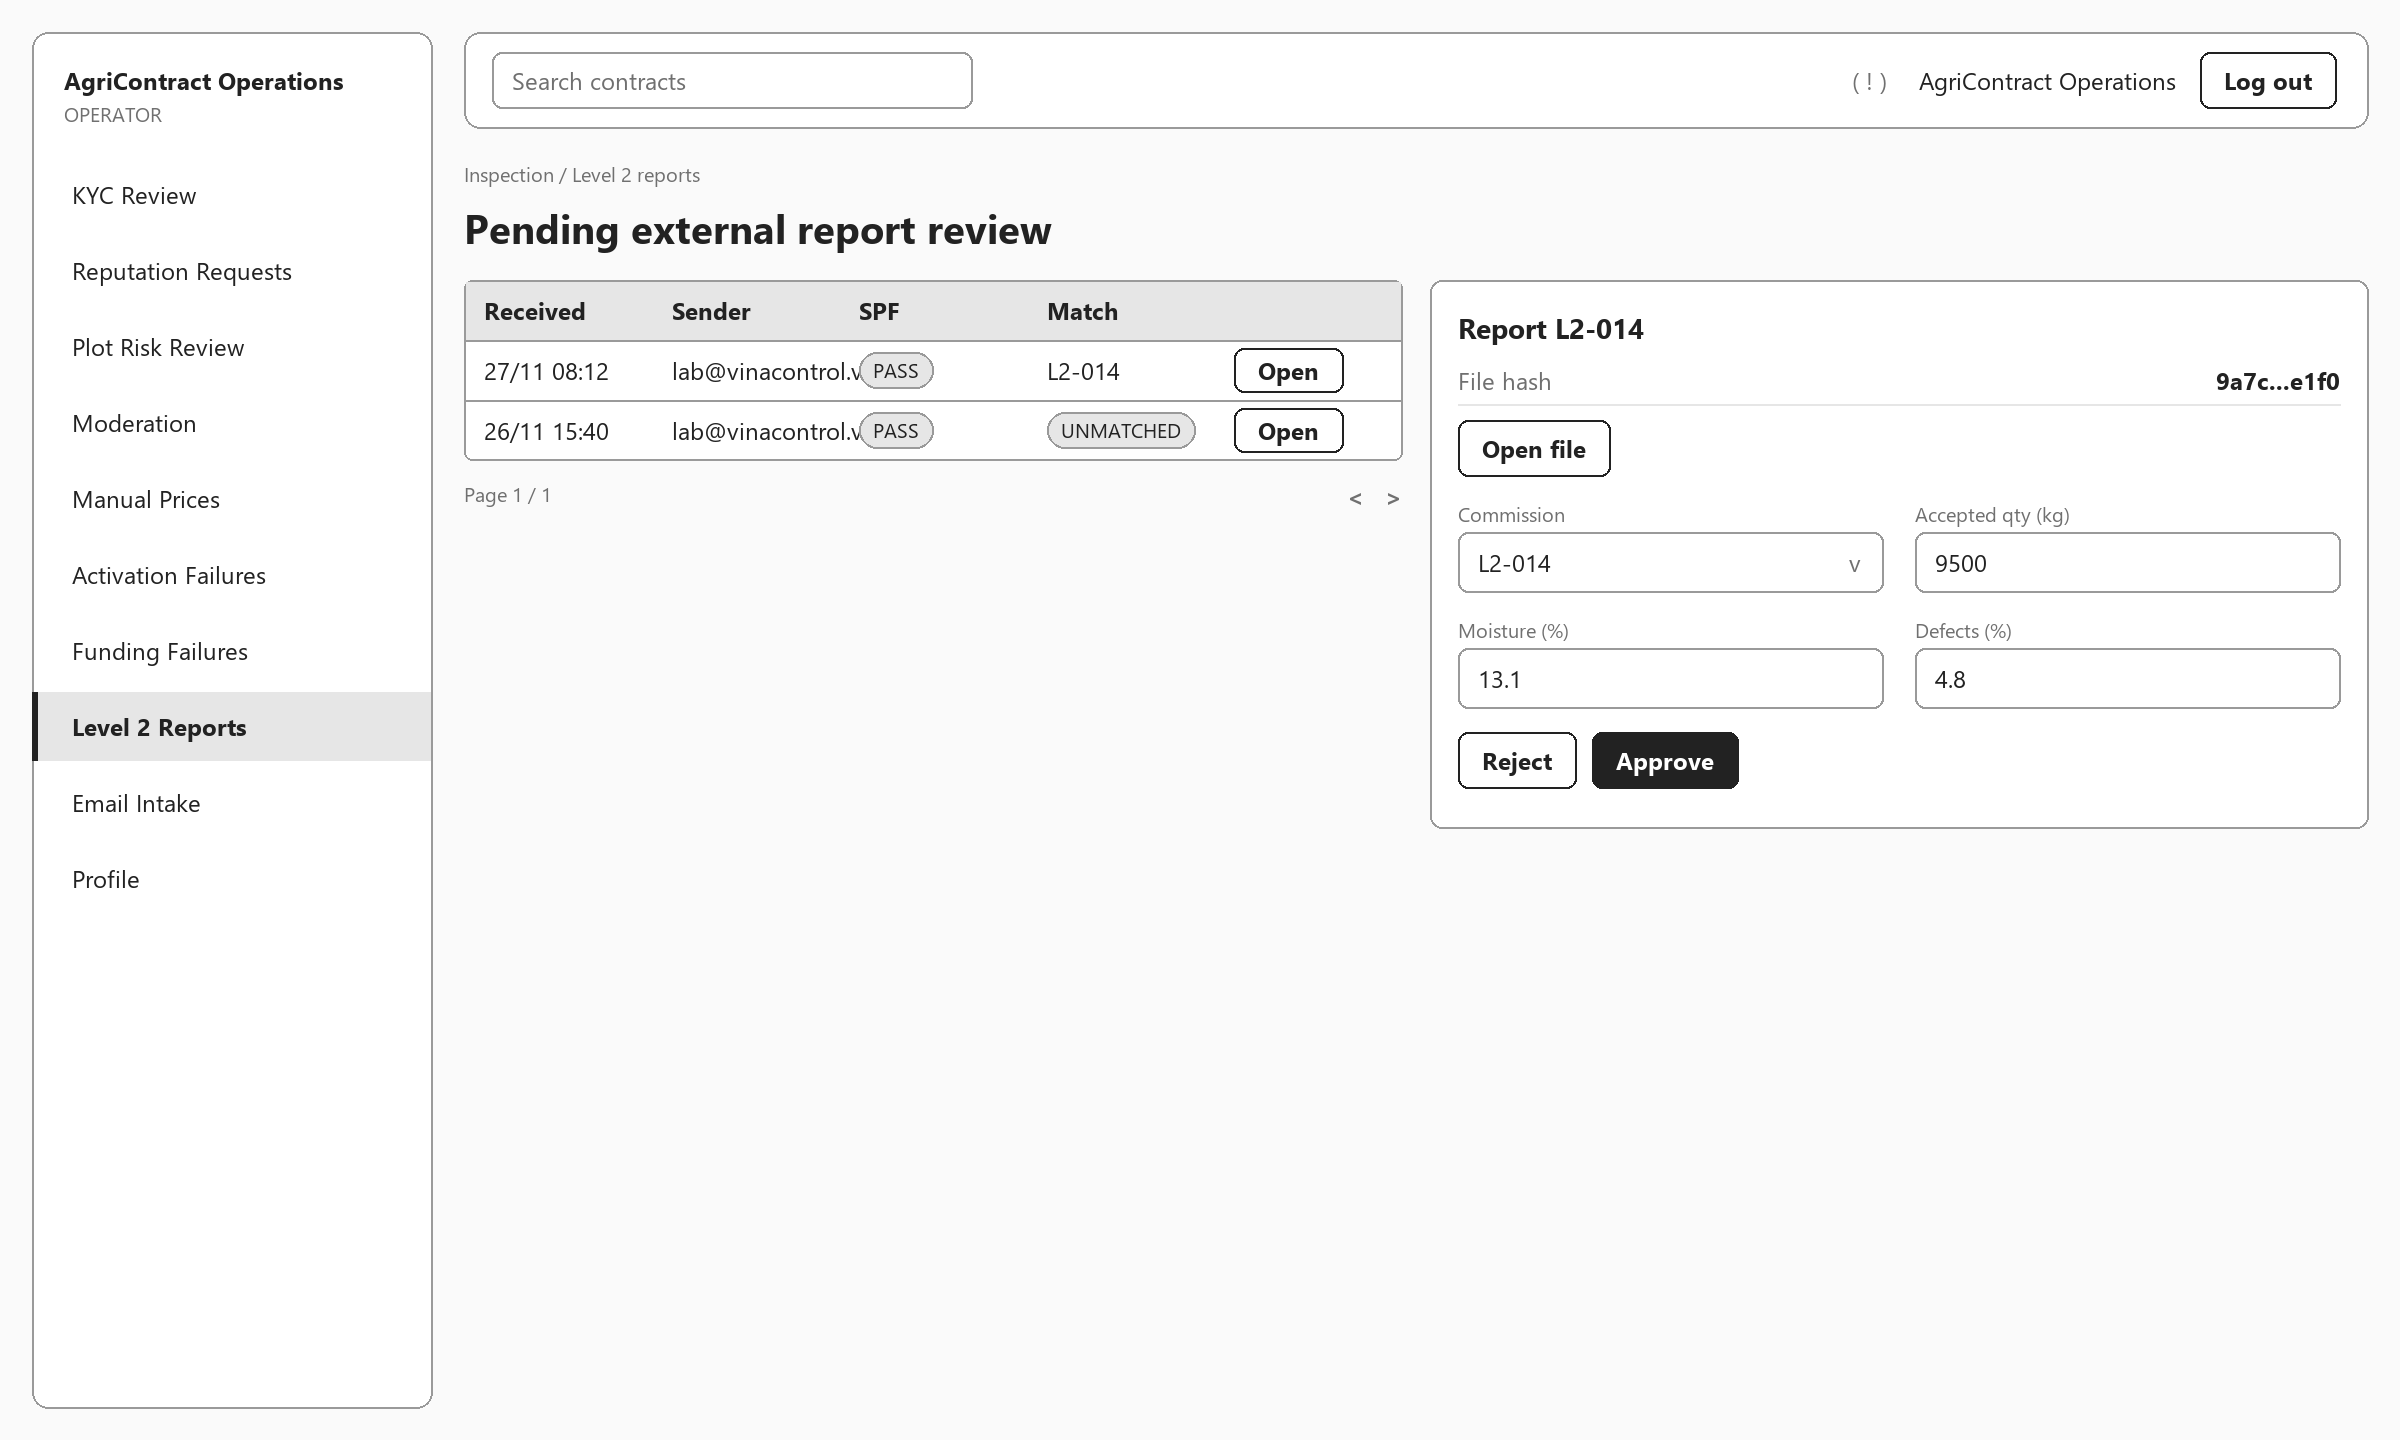 AgriContract Operations
OPERATOR
KYC Review
Reputation Requests
Plot Risk Review
Moderation
Manual Prices
Activation Failures
Funding Failures
Level 2 Reports
Email Intake
Profile
Search contracts
( ! ) AgriContract Operations Log out
Inspection / Level 2 reports
Pending external report review
Received Sender SPF Match
27/11 08:12 lab@vinacontrol.v PASS L2-014 Open
26/11 15:40 lab@vinacontrol.v PASS UNMATCHED Open
Page 1 / 1 < >
Report L2-014
File hash 9a7c...e1f0
Open file
Commission Accepted qty (kg)
L2-014 v 9500
Moisture (%) Defects (%)
13.1 4.8
Reject Approve